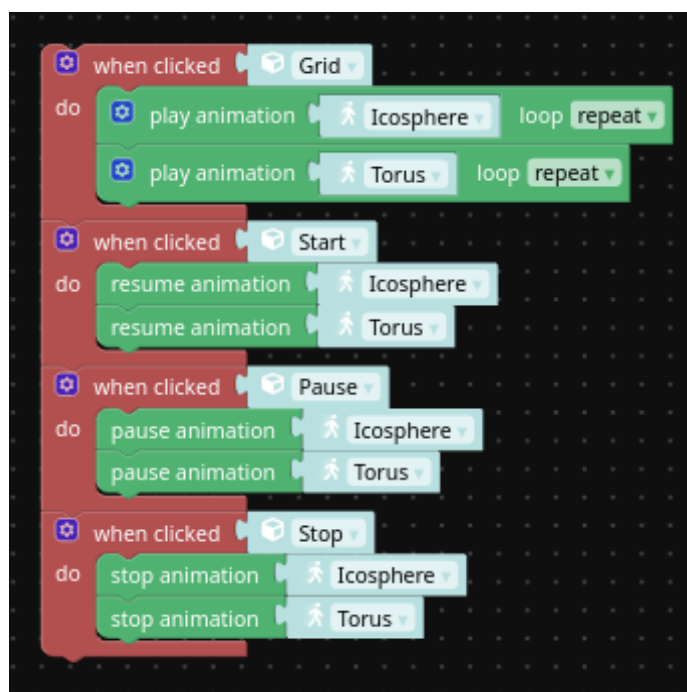 when clicked Grid
do play animation Icosphere loop repeat
play animation Torus loop repeat
when clicked Start
do resume animation Icosphere
resume animation Torus
when clicked Pause
do pause animation Icosphere
pause animation Torus
when clicked Stop
do stop animation Icosphere
stop animation Torus